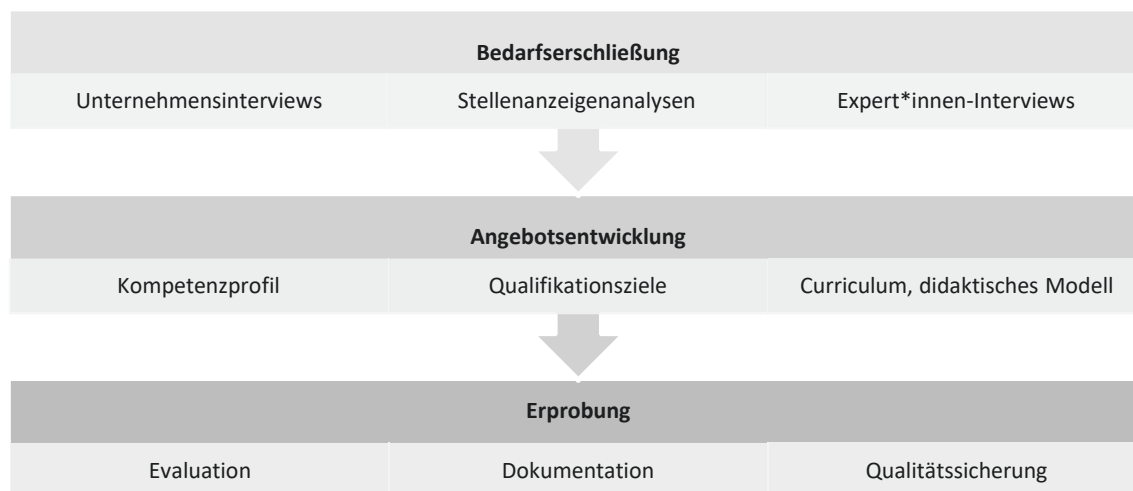 Bedarfserschließung
Unternehmensinterviews Stellenanzeigenanalysen Expert*innen-Interviews
Angebotsentwicklung
Kompetenzprofil Qualifikationsziele Curriculum, didaktisches Modell
Erprobung
Evaluation Dokumentation Qualitätssicherung